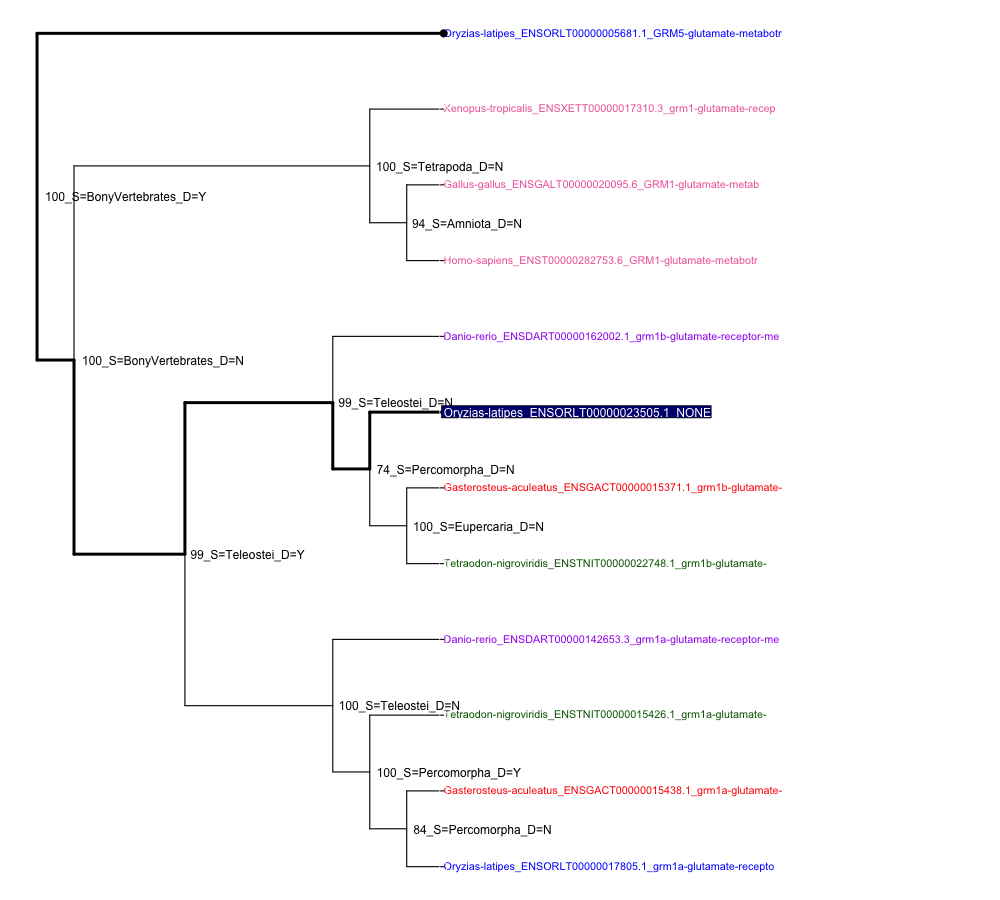 Oryzias-latipes_ENSORLT00000005681.1_GRM5-glutamate-metabotr
Xenopus-tropicalis_ENSXETT00000017310.3_grm1-glutamate-recep
100_S=Tetrapoda_D=N
Gallus-gallus_ENSGALT00000020095.6_GRM1-glutamate-metab
100_S=BonyVertebrates_D=Y
94_S=Amniota_D=N
Homo-sapiens_ENST00000282753.6_GRM1-glutamate-metabotr
Danio-rerio_ENSDART00000162002.1_grm1b-glutamate-receptor-me
100_S=BonyVertebrates_D=N
99_S=Teleostei_D=N
Oryzias-latipes_ENSORLT00000023505.1_NONE
74_S=Percomorpha_D=N
Gasterosteus-aculeatus_ENSGACT00000015371.1_grm1b-glutamate-
100_S=Eupercaria_D=N
99_S=Teleostei_D=Y
Tetraodon-nigroviridis_ENSTNIT00000022748.1_grm1b-glutamate-
Danio-rerio_ENSDART00000142653.3_grm1a-glutamate-receptor-me
100_S=Teleostei_D=N
Tetraodon-nigroviridis_ENSTNIT00000015426.1_grm1a-glutamate-
100_S=Percomorpha_D=Y
Gasterosteus-aculeatus_ENSGACT00000015438.1_grm1a-glutamate-
84_S=Percomorpha_D=N
Oryzias-latipes_ENSORLT00000017805.1_grm1a-glutamate-recepto